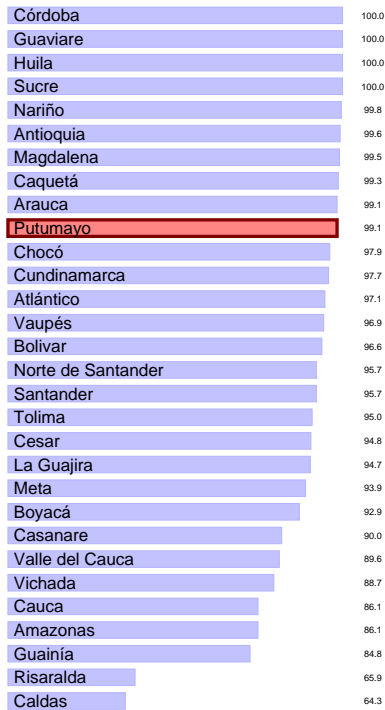 Córdoba 100.0
Guaviare 100.0
Huila 100.0
Sucre 100.0
Nariño 99.8
Antioquia 99.6
Magdalena 99.5
Caquetá 99.3
Arauca 99.1
Putumayo 99.1
Chocó 97.9
Cundinamarca 97.7
Atlántico 97.1
Vaupés 96.9
Bolivar 96.6
Norte de Santander 95.7
Santander 95.7
Tolima 95.0
Cesar 94.8
La Guajira 94.7
Meta 93.9
Boyacá 92.9
Casanare 90.0
Valle del Cauca 89.6
Vichada 88.7
Cauca 86.1
Amazonas 86.1
Guainía 84.8
Risaralda 65.9
Caldas 64.3